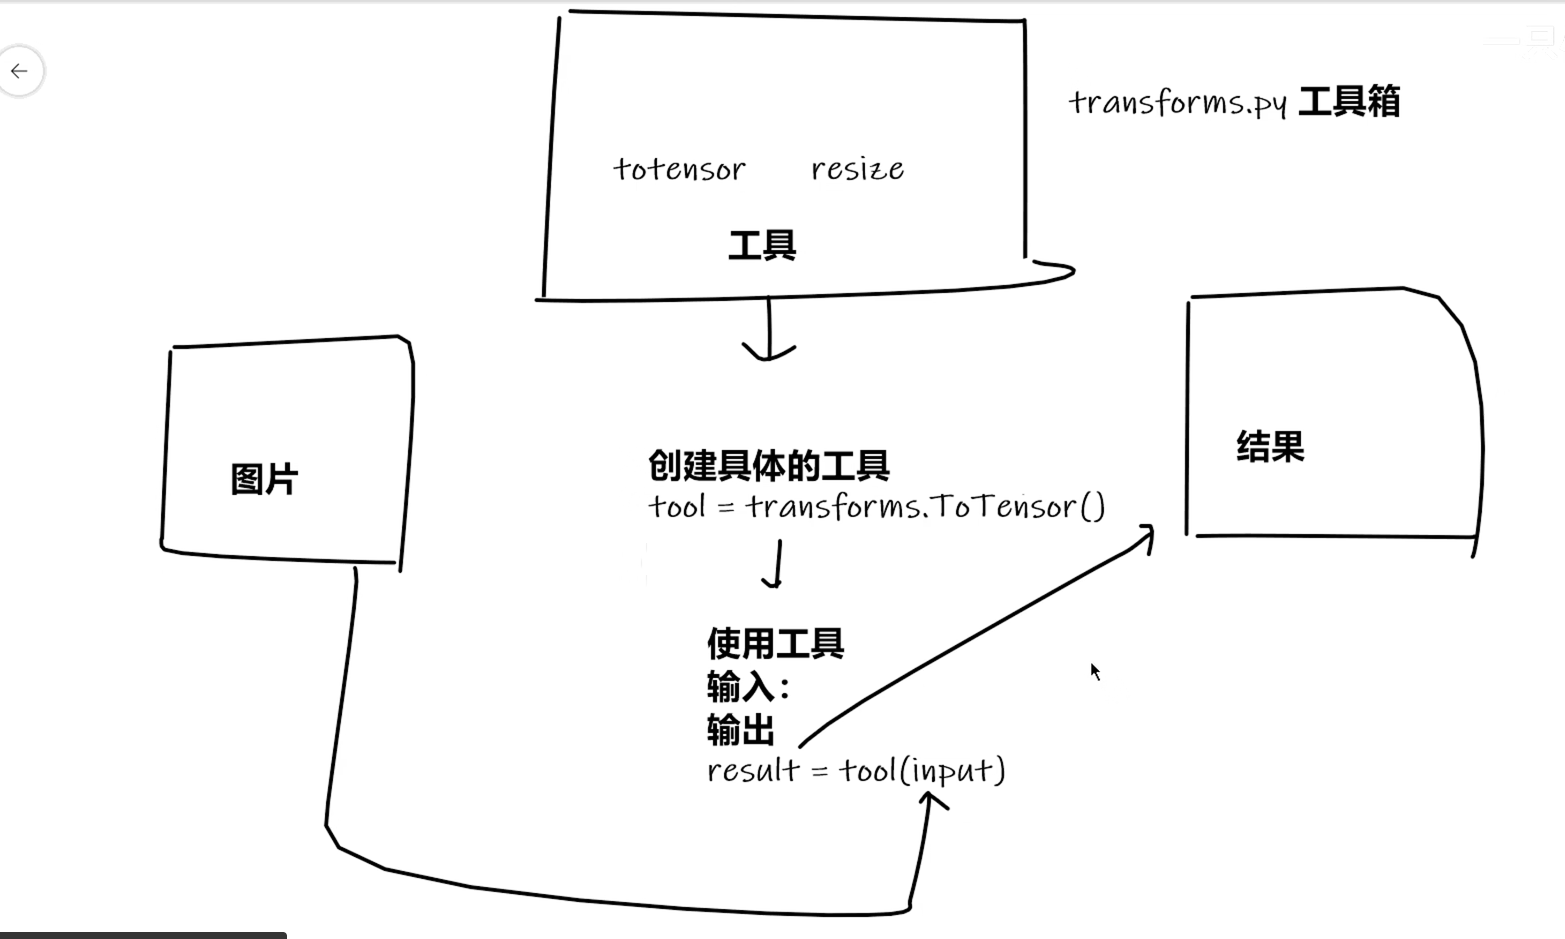 transforms.py 工具箱
totensor resize
工具
图片
创建具体的工具
tool = transforms.ToTensor()
结果
使用工具
输入：
输出
result = tool(input)